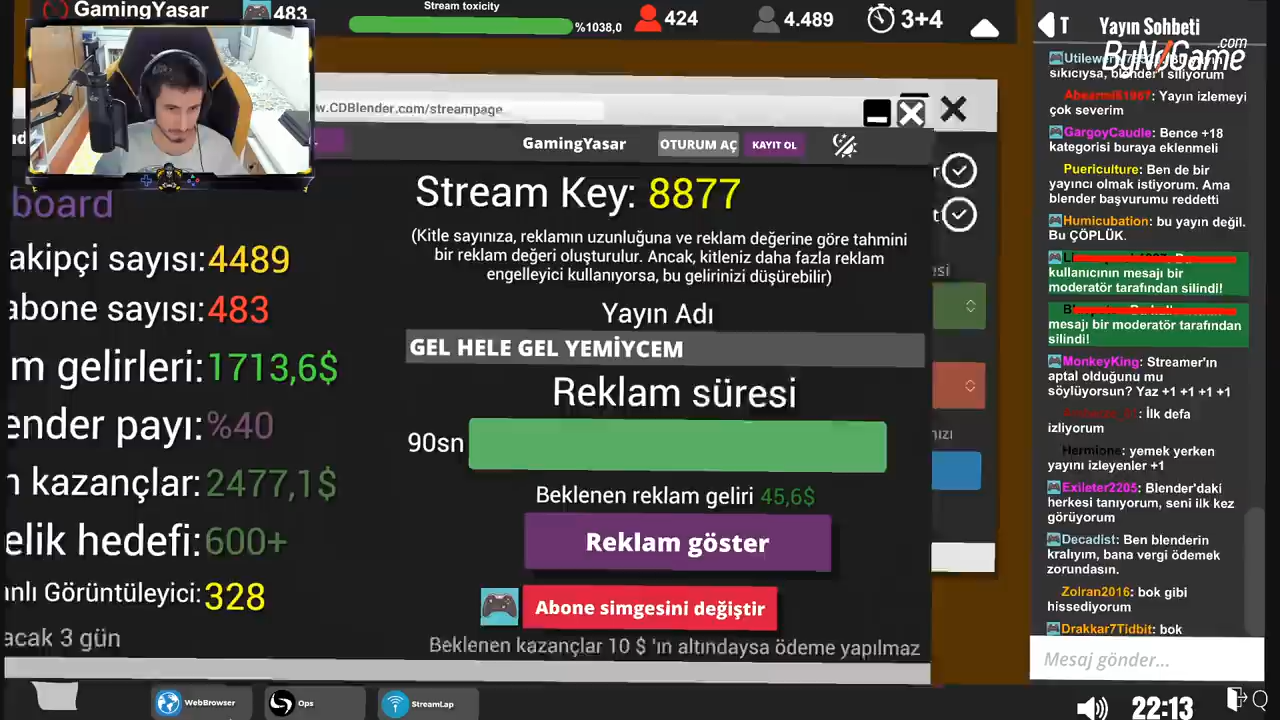 GamingYasar
483
Stream toxicity
%1038,0
424
4.489
3+4
T
Yayın Sohbeti
ByNoGame
.com
w.CDBlender.com/streampage
GamingYasar
OTURUM AÇ
KAYIT OL
Stream Key: 8877
(Kitle sayınıza, reklamın uzunluğuna ve reklam değerine göre tahmini
bir reklam değeri oluşturulur. Ancak, kitleniz daha fazla reklam
engelleyici kullanıyorsa, bu gelirinizi düşürebilir)
Yayın Adı
GEL HELE GEL YEMİYCEM
Reklam süresi
90sn
Beklenen reklam geliri 45,6$
Reklam göster
Abone simgesini değiştir
Beklenen kazançlar 10 $ 'ın altındaysa ödeme yapılmaz
board
akipçi sayısı:4489
abone sayısı:483
m gelirleri:1713,6$
ender payı:%40
n kazançlar:2477,1$
elik hedefi:600+
nlı Görüntüleyici:328
acak 3 gün
sıkıcıysa, blender'ı siliyorum
Yayın izlemeyi
çok severim
GargoyCaudle: Bence +18
kategorisi buraya eklenmeli
Puericulture: Ben de bir
yayıncı olmak istiyorum. Ama
blender başvurumu reddetti
Humicubation: bu yayın değil.
Bu ÇÖPLÜK.
kullanıcının mesajı bir
moderatör tarafından silindi!
mesajı bir moderatör tarafından
silindi!
MonkeyKing: Streamer'ın
aptal olduğunu mu
söylüyorsun? Yaz +1 +1 +1 +1
: İlk defa
izliyorum
Hermione: yemek yerken
yayını izleyenler +1
Exileter2205: Blender'daki
herkesi tanıyorum, seni ilk kez
görüyorum
Decadist: Ben blenderin
kralıyım, bana vergi ödemek
zorundasın.
Zolran2016: bok gibi
hissediyorum
Drakkar7Tidbit: bok
Mesaj gönder...
WebBrowser
Ops
StreamLap
22:13